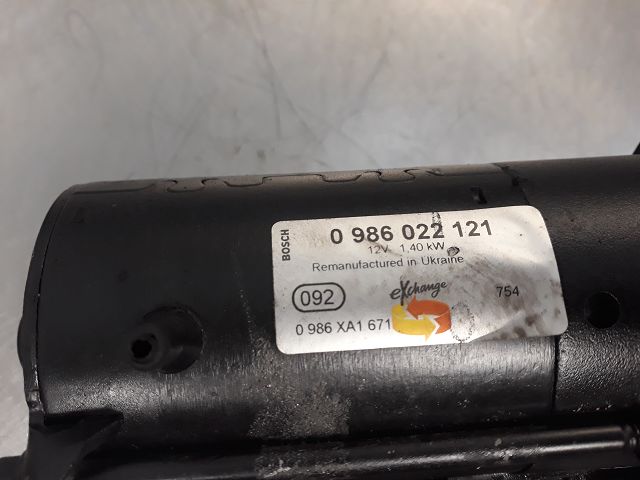 BOSCH
0 986 022 121
12V 1,40 kW
Remanufactured in Ukraine
092
eXchange
754
0 986 XA1 671